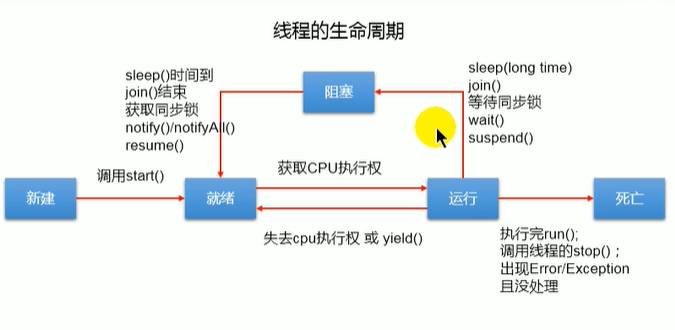 线程的生命周期
sleep()时间到
join()结束
获取同步锁
notify()/notifyAll()
resume()
阻塞
sleep(long time)
join()
等待同步锁
wait()
suspend()
新建
调用start()
就绪
获取CPU执行权
失去cpu执行权 或 yield()
运行
死亡
执行完run();
调用线程的stop()；
出现Error/Exception
且没处理